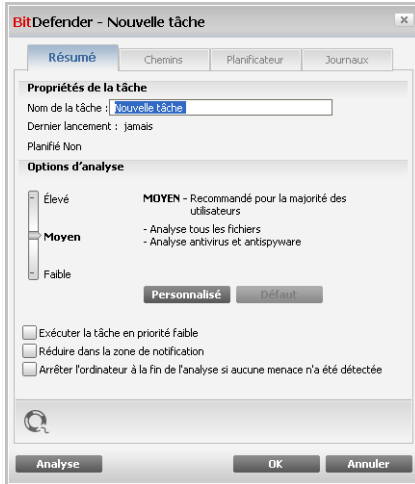 BitDefender - Nouvelle tâche
Résumé
Chemins
Planificateur
Journaux
Propriétés de la tâche
Nom de la tâche : Nouvelle tâche
Dernier lancement : jamais
Planifié Non
Options d'analyse
Élevé
Moyen
Faible
MOYEN - Recommandé pour la majorité des
utilisateurs
- Analyse tous les fichiers
- Analyse antivirus et antispyware
Personnalisé
Défaut
Exécuter la tâche en priorité faible
Réduire dans la zone de notification
Arrêter l'ordinateur à la fin de l'analyse si aucune menace n'a été détectée
Analyse
OK
Annuler